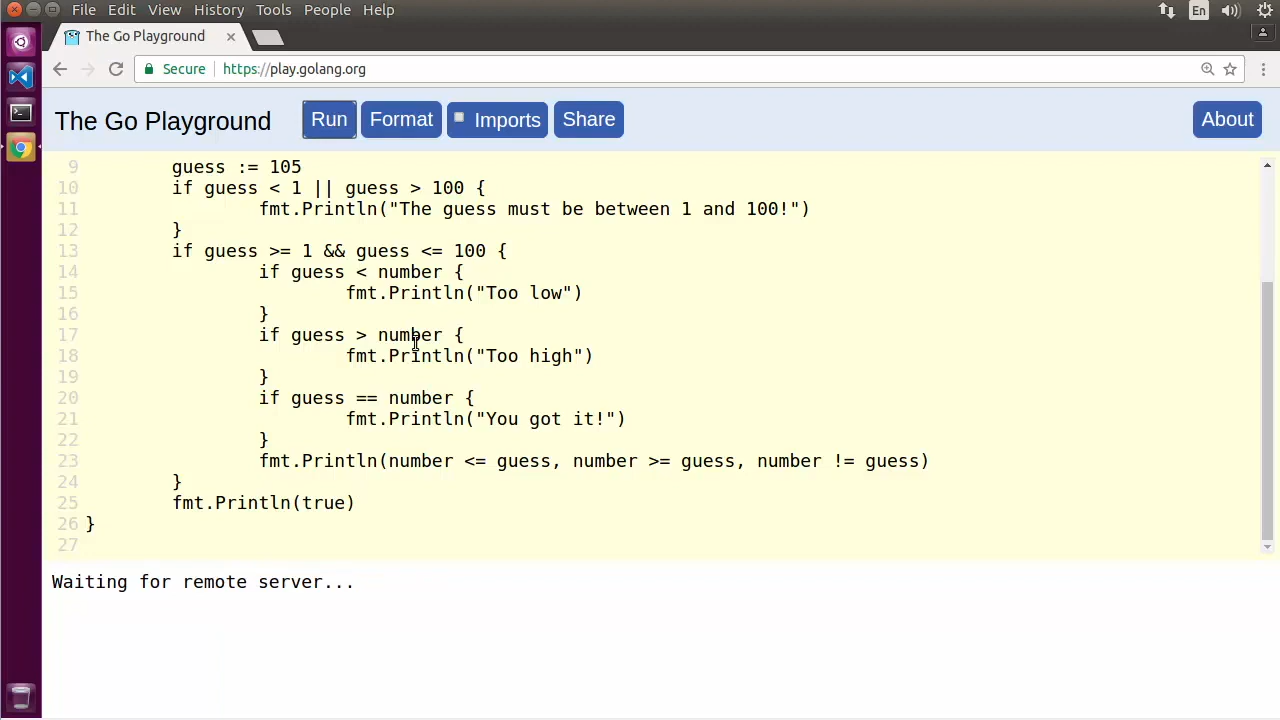 File Edit View History Tools People Help
En
The Go Playground
Secure https://play.golang.org
The Go Playground Run Format Imports Share About
9 guess := 105
10 if guess < 1 || guess > 100 {
11 fmt.Println("The guess must be between 1 and 100!")
12 }
13 if guess >= 1 && guess <= 100 {
14 if guess < number {
15 fmt.Println("Too low")
16 }
17 if guess > number {
18 fmt.Println("Too high")
19 }
20 if guess == number {
21 fmt.Println("You got it!")
22 }
23 fmt.Println(number <= guess, number >= guess, number != guess)
24 }
25 fmt.Println(true)
26 }
27
Waiting for remote server...